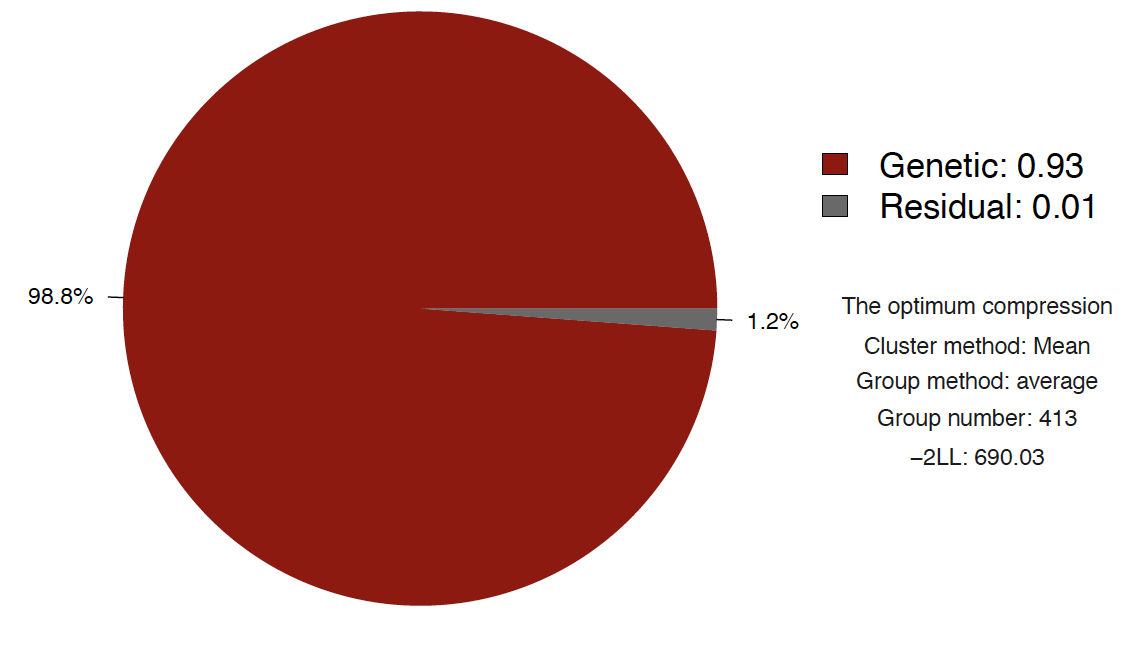 Genetic: 0.93
Residual: 0.01
98.8%
1.2%
The optimum compression
Cluster method: Mean
Group method: average
Group number: 413
−2LL: 690.03